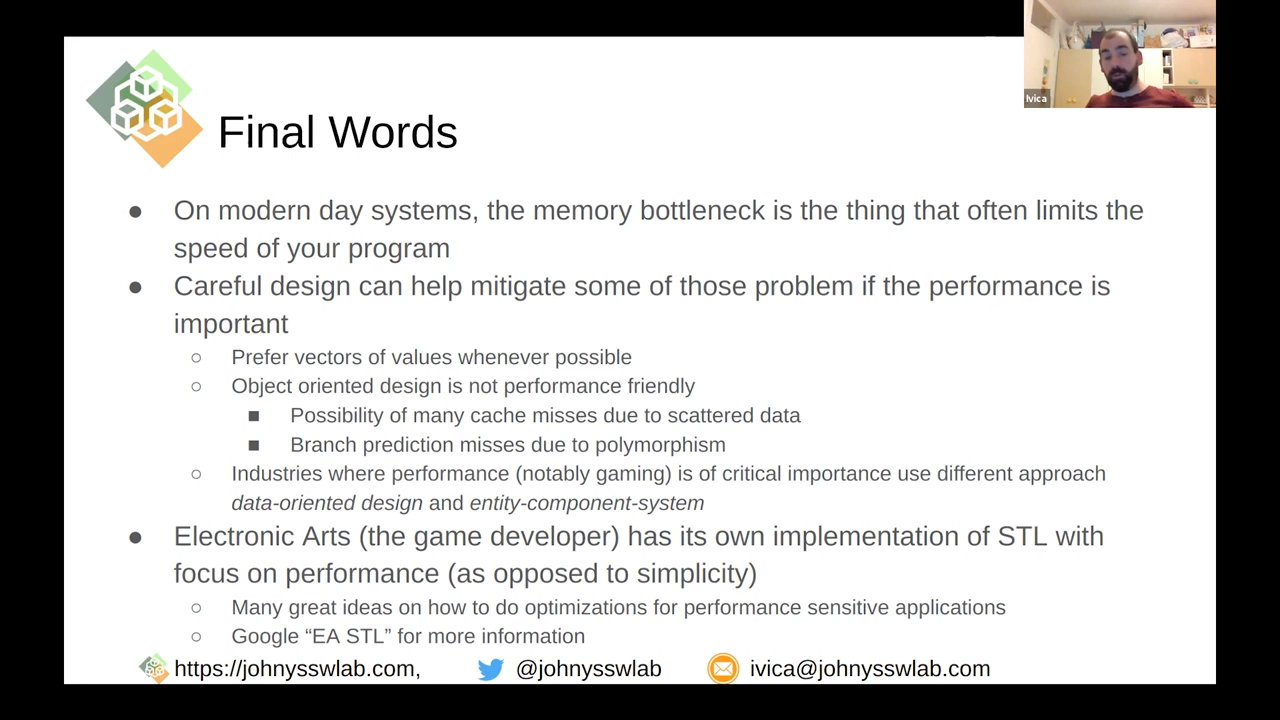 Ivica
Final Words
● On modern day systems, the memory bottleneck is the thing that often limits the
speed of your program
● Careful design can help mitigate some of those problem if the performance is
important
○ Prefer vectors of values whenever possible
○ Object oriented design is not performance friendly
■ Possibility of many cache misses due to scattered data
■ Branch prediction misses due to polymorphism
○ Industries where performance (notably gaming) is of critical importance use different approach
data-oriented design and entity-component-system
● Electronic Arts (the game developer) has its own implementation of STL with
focus on performance (as opposed to simplicity)
○ Many great ideas on how to do optimizations for performance sensitive applications
○ Google “EA STL” for more information
https://johnysswlab.com, @johnysswlab ivica@johnysswlab.com